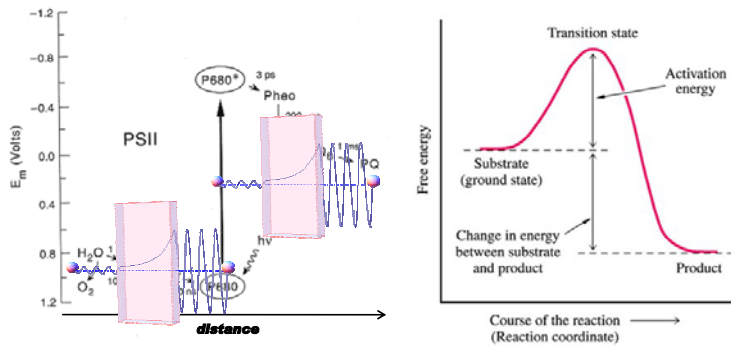 -1.2
-0.8
-0.4
0.0
0.4
0.8
1.2
Em (Volts)
PSII
P680*
3 ps
Pheo
PQ
hν
H2O
O2
P680
distance
Transition state
Activation
energy
Free energy
Substrate
(ground state)
Change in energy
between substrate
and product
Product
Course of the reaction
(Reaction coordinate)